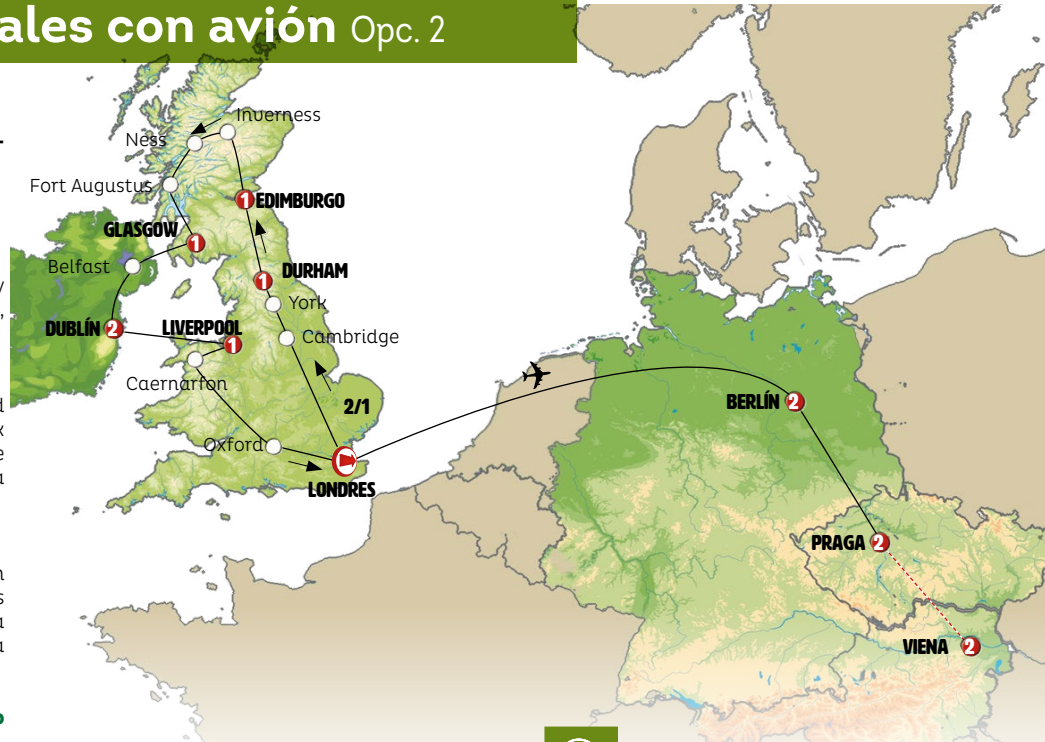 ales con avión Opc. 2
Inverness
Ness
Fort Augustus
1 EDIMBURGO
GLASGOW 1
Belfast
1 DURHAM
York
DUBLÍN 2
LIVERPOOL 1
Cambridge
Caernarfon
2/1
Oxford
LONDRES
BERLÍN 2
PRAGA 2
VIENA 2